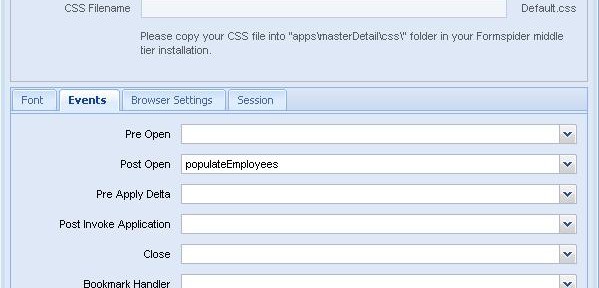 CSS Filename
Default.css
Please copy your CSS file into "apps\masterDetail\css\" folder in your Formspider middle
tier installation.
Font Events Browser Settings Session
Pre Open
Post Open populateEmployees
Pre Apply Delta
Post Invoke Application
Close
Bookmark Handler